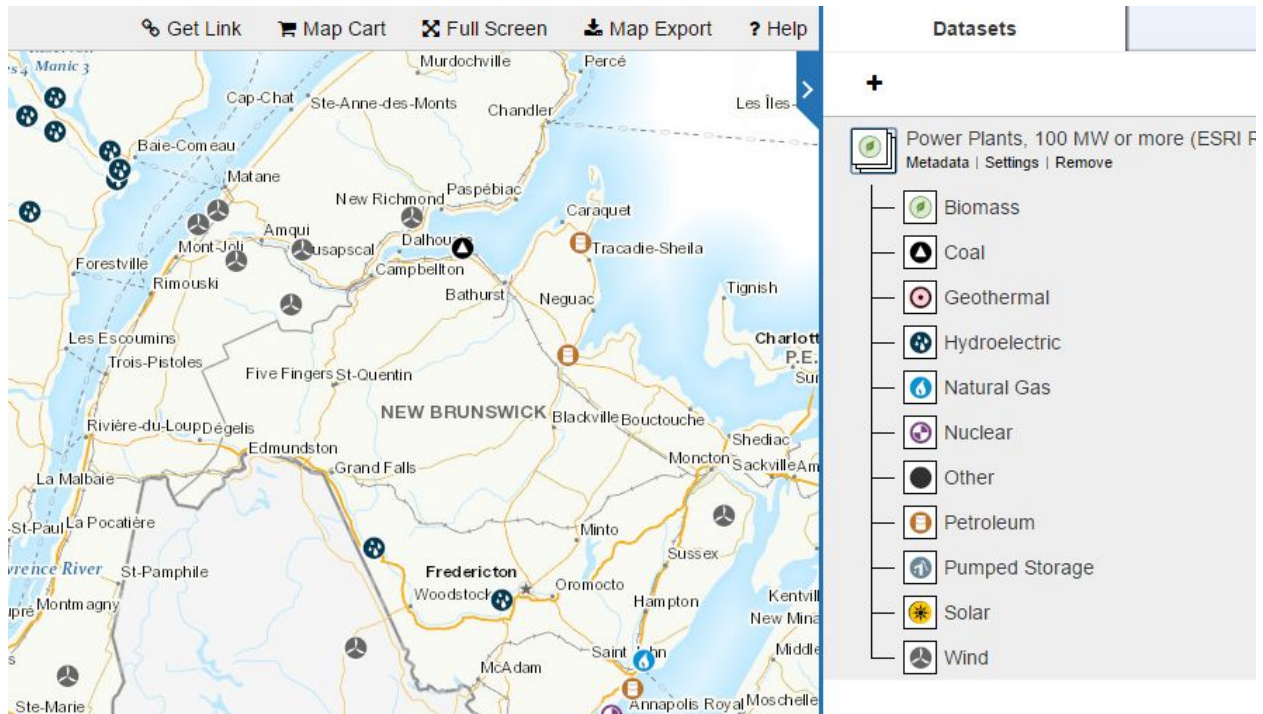 Get Link Map Cart Full Screen Map Export ? Help
Datasets
+
Manic 3
Murdochville
Percé
Cap-Chat
Ste-Anne-des-Monts
Chandler
Les Îles-
Baie-Comeau
Matane
New Richmond
Paspébiac
Caraquet
Amqui
Mont-Joli
usapscal
Tracadie-Sheila
Forestville
Rimouski
Campbellton
Bathurst
Neguac
Tignish
Les Escoumins
Charlott
P.E.
Trois-Pistoles
Five Fingers
St-Quentin
Sur
NEW BRUNSWICK
Blackville
Bouctouche
Rivière-du-Loup
Dégelis
Edmundston
Shediac
Grand Falls
Moncton
Sackville
Am
La Malbaie
-St-Paul
La Pocatière
Minto
Sussex
St-Pamphile
Fredericton
Woodstock
Oromocto
Hampton
Kentvil
Montmagny
New Mina
McAdam
Middle
Ste-Marie
Annapolis Royal
Moschelle
Power Plants, 100 MW or more (ESRI R
Metadata | Settings | Remove
Biomass
Coal
Geothermal
Hydroelectric
Natural Gas
Nuclear
Other
Petroleum
Pumped Storage
Solar
Wind